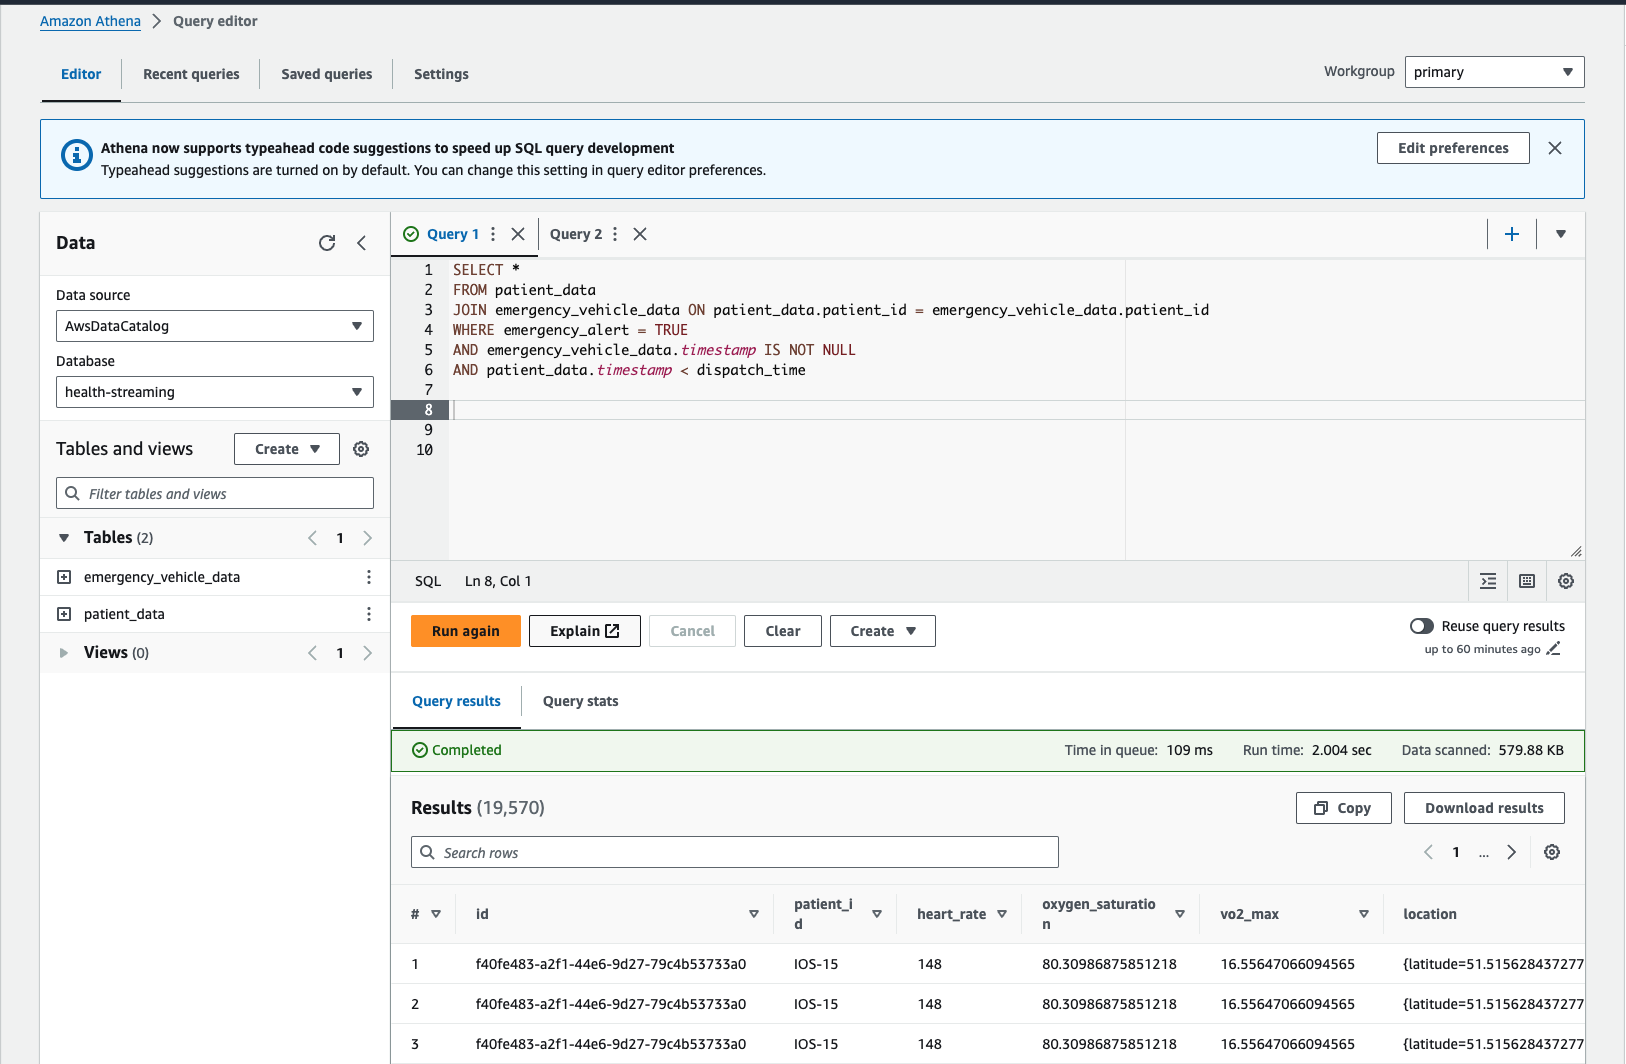 Amazon Athena > Query editor
Editor Recent queries Saved queries Settings
Workgroup primary
Athena now supports typeahead code suggestions to speed up SQL query development
Typeahead suggestions are turned on by default. You can change this setting in query editor preferences.
Edit preferences
Data
Data source
AwsDataCatalog
Database
health-streaming
Tables and views Create
Filter tables and views
Tables (2) 1
emergency_vehicle_data
patient_data
Views (0) 1
Query 1 Query 2
1 SELECT *
2 FROM patient_data
3 JOIN emergency_vehicle_data ON patient_data.patient_id = emergency_vehicle_data.patient_id
4 WHERE emergency_alert = TRUE
5 AND emergency_vehicle_data.timestamp IS NOT NULL
6 AND patient_data.timestamp < dispatch_time
7
8
9
10
SQL Ln 8, Col 1
Run again Explain Cancel Clear Create
Reuse query results
up to 60 minutes ago
Query results Query stats
Completed Time in queue: 109 ms Run time: 2.004 sec Data scanned: 579.88 KB
Results (19,570) Copy Download results
Search rows 1 ...
# id patient_i
d heart_rate oxygen_saturatio
n vo2_max location
1 f40fe483-a2f1-44e6-9d27-79c4b53733a0 IOS-15 148 80.30986875851218 16.55647066094565 {latitude=51.515628437277
2 f40fe483-a2f1-44e6-9d27-79c4b53733a0 IOS-15 148 80.30986875851218 16.55647066094565 {latitude=51.515628437277
3 f40fe483-a2f1-44e6-9d27-79c4b53733a0 IOS-15 148 80.30986875851218 16.55647066094565 {latitude=51.515628437277